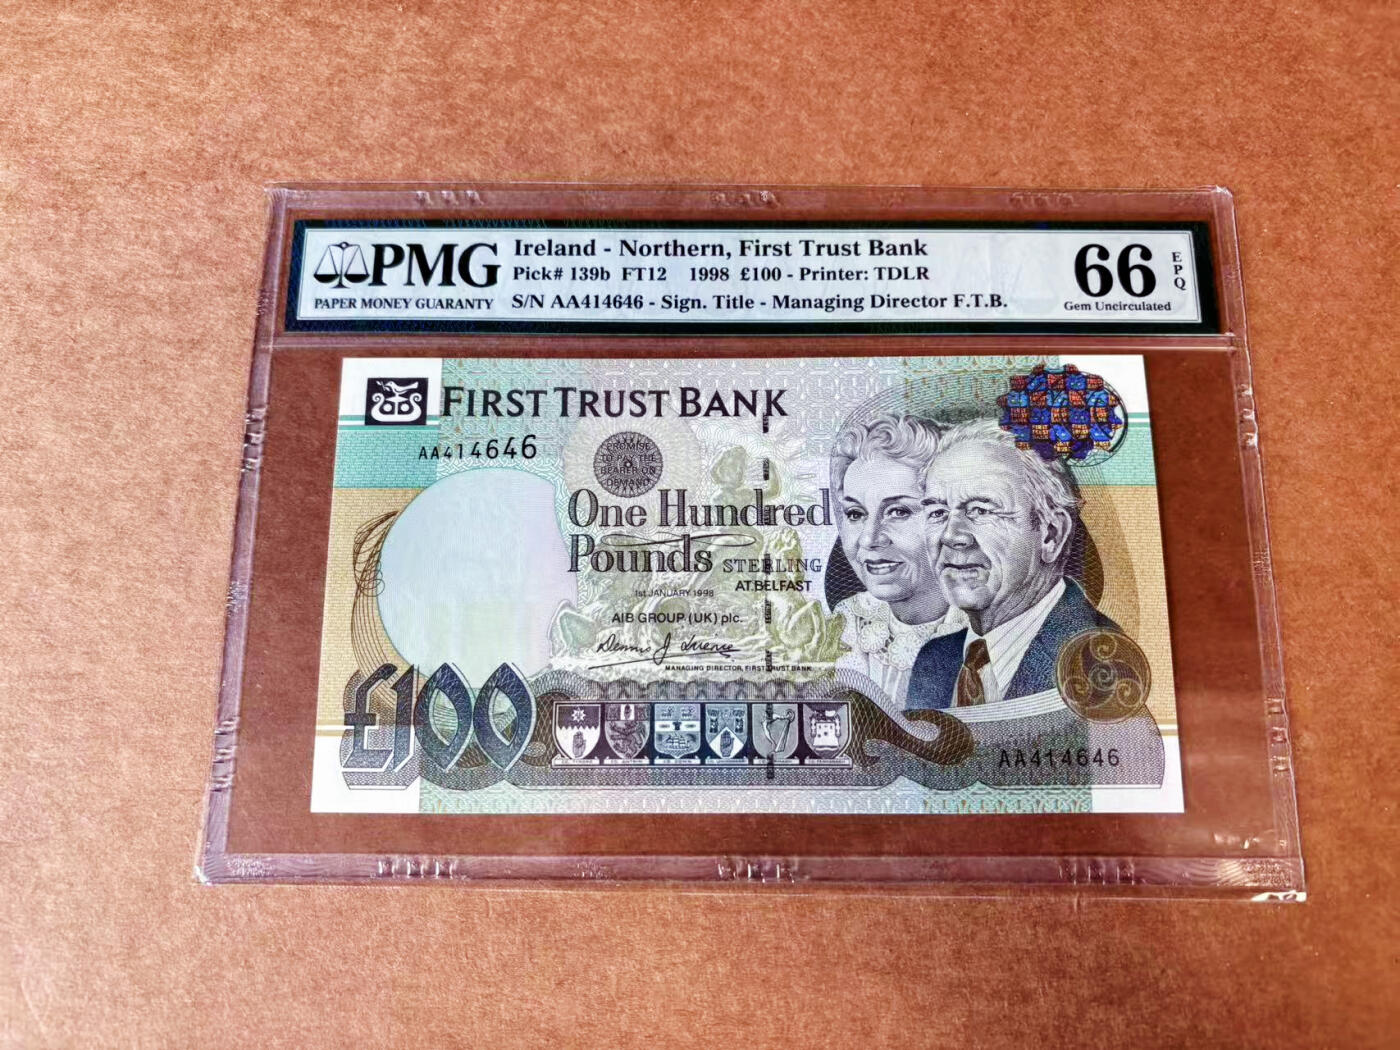 PMG
PAPER MONEY GUARANTY
Ireland - Northern, First Trust Bank
Pick# 139b FT12 1998 £100 - Printer: TDLR
S/N AA414646 - Sign. Title - Managing Director F.T.B.
66
EPQ
Gem Uncirculated
FIRST TRUST BANK
AA414646
PROMISE
TO PAY THE
BEARER ON
DEMAND
One Hundred
Pounds STERLING
AT BELFAST
1st JANUARY 1998
AIB GROUP (UK) plc.
MANAGING DIRECTOR, FIRST TRUST BANK
£100
AA414646